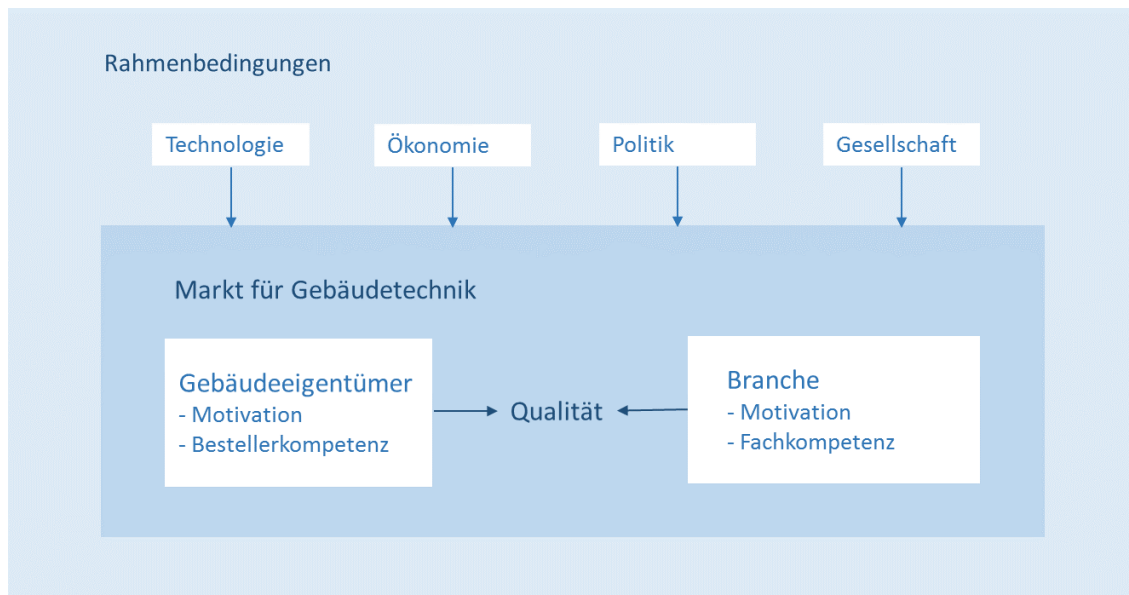 Rahmenbedingungen
Technologie
Ökonomie
Politik
Gesellschaft
Markt für Gebäudetechnik
Gebäudeeigentümer
- Motivation
- Bestellerkompetenz
Qualität
Branche
- Motivation
- Fachkompetenz